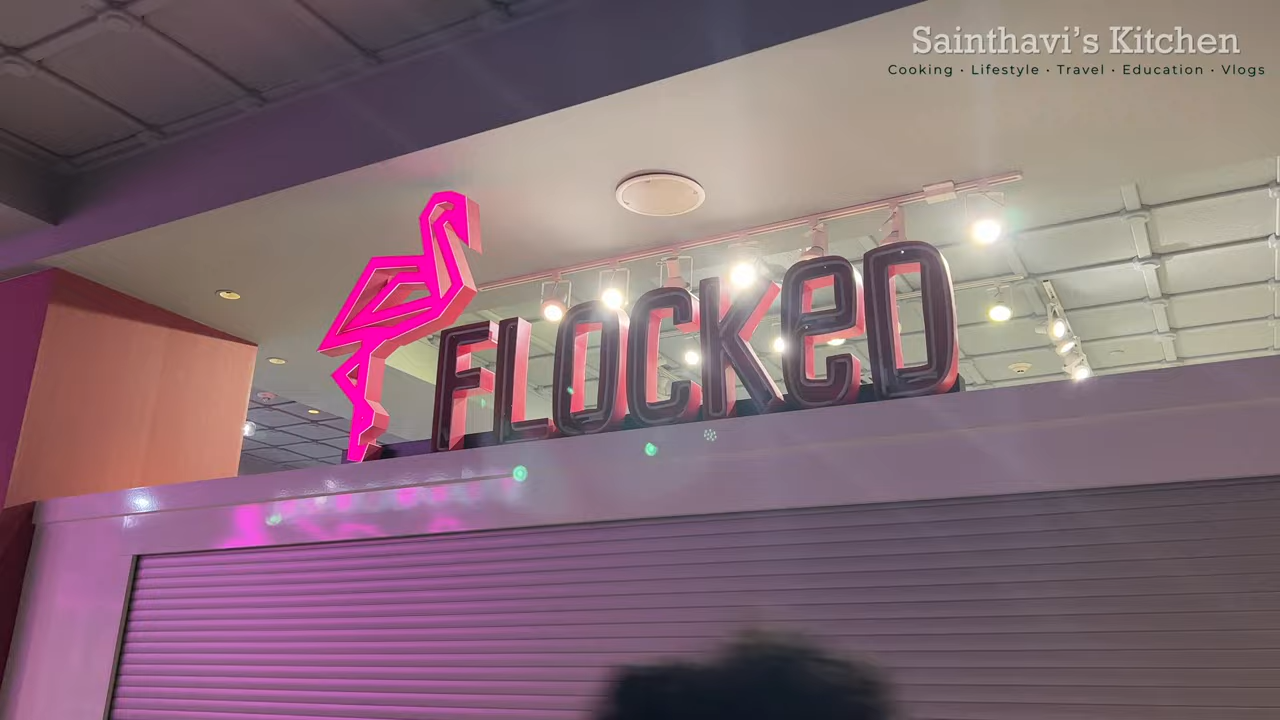 Sainthavi's Kitchen
Cooking · Lifestyle · Travel · Education · Vlogs
FLOCKeD